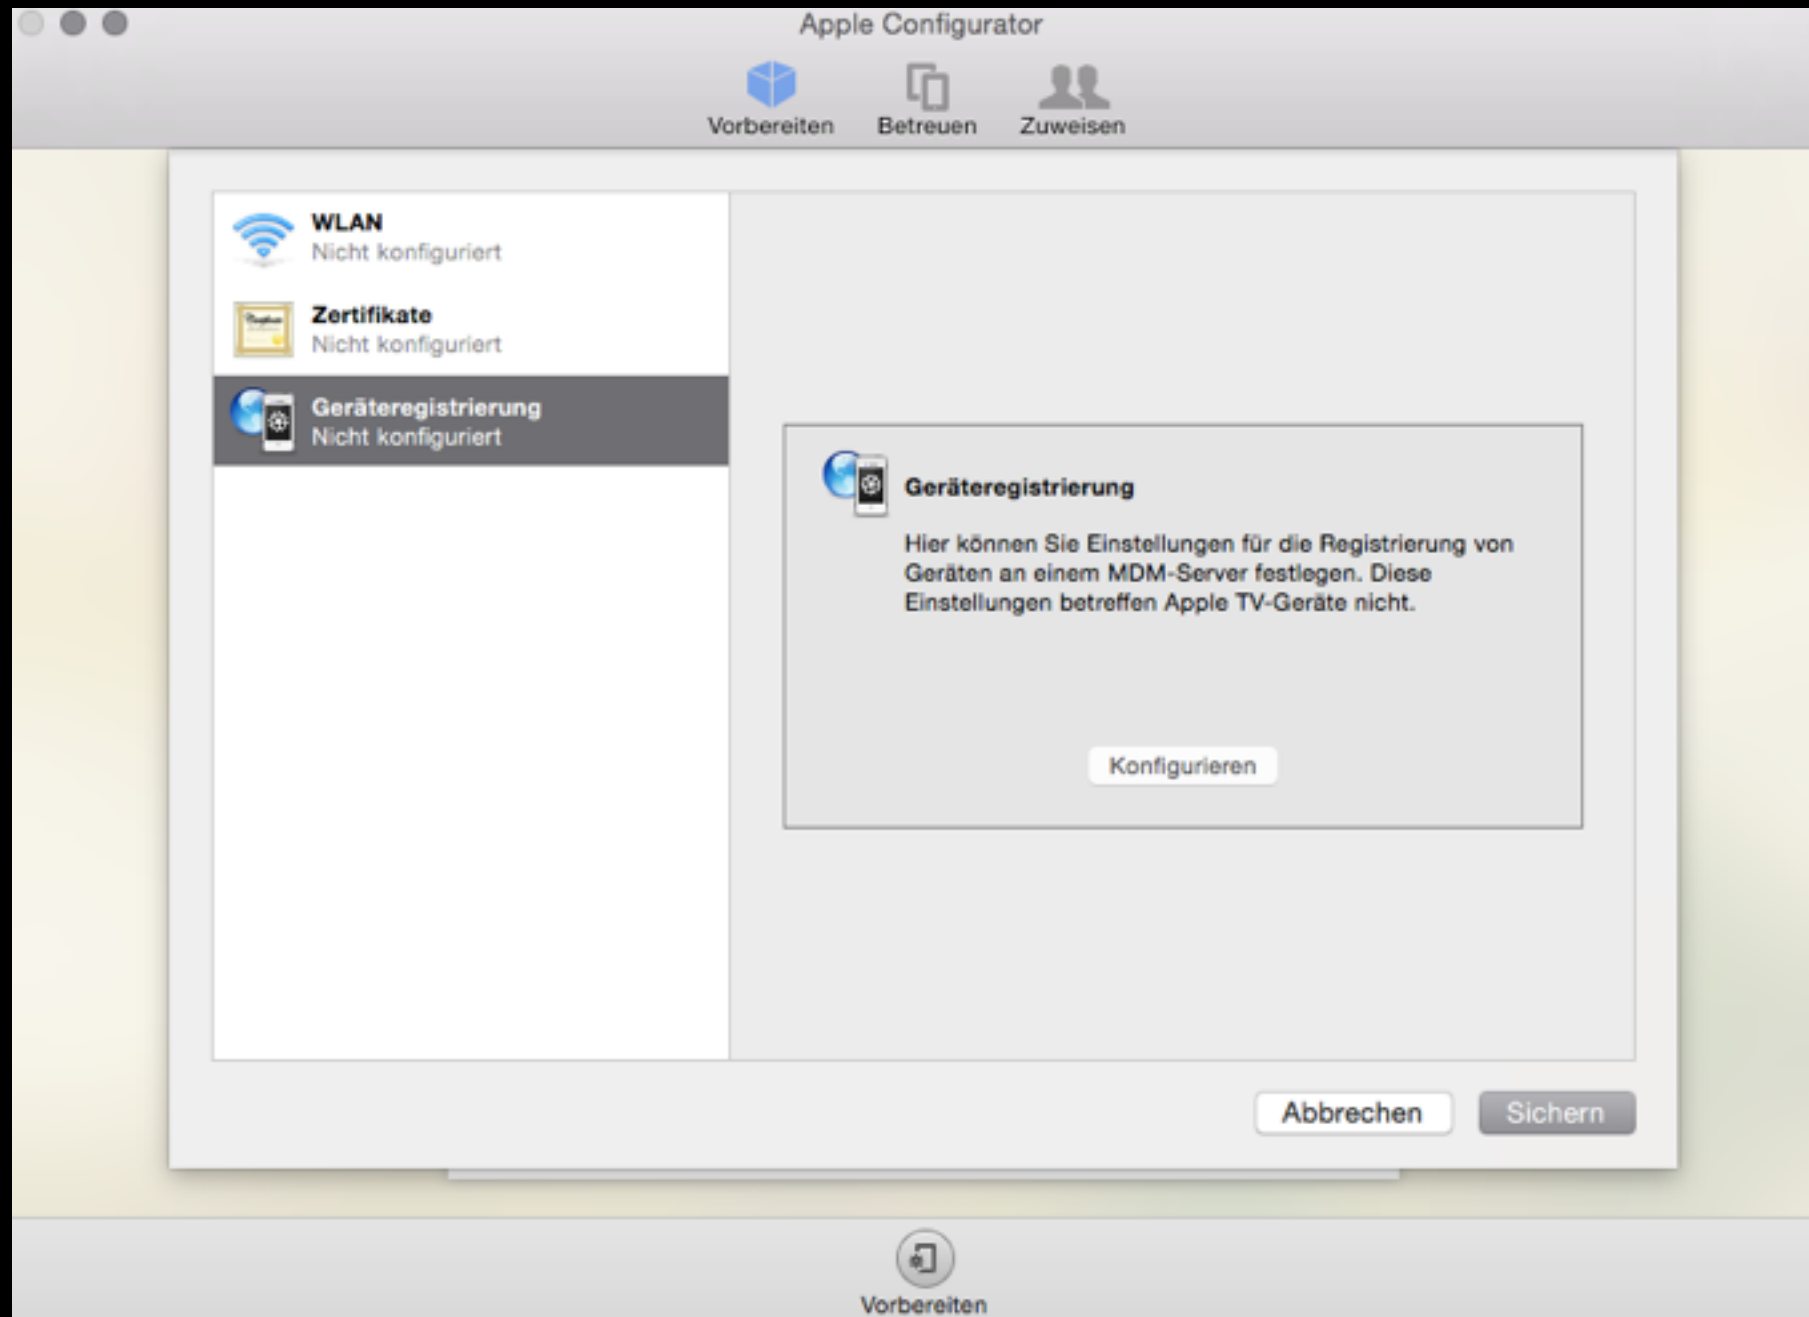 Apple Configurator
Vorbereiten
Betreuen
Zuweisen
WLAN
Nicht konfiguriert
Zertifikate
Nicht konfiguriert
Geräteregistrierung
Nicht konfiguriert
Geräteregistrierung
Hier können Sie Einstellungen für die Registrierung von
Geräten an einem MDM-Server festlegen. Diese
Einstellungen betreffen Apple TV-Geräte nicht.
Konfigurieren
Abbrechen
Sichern
Vorbereiten